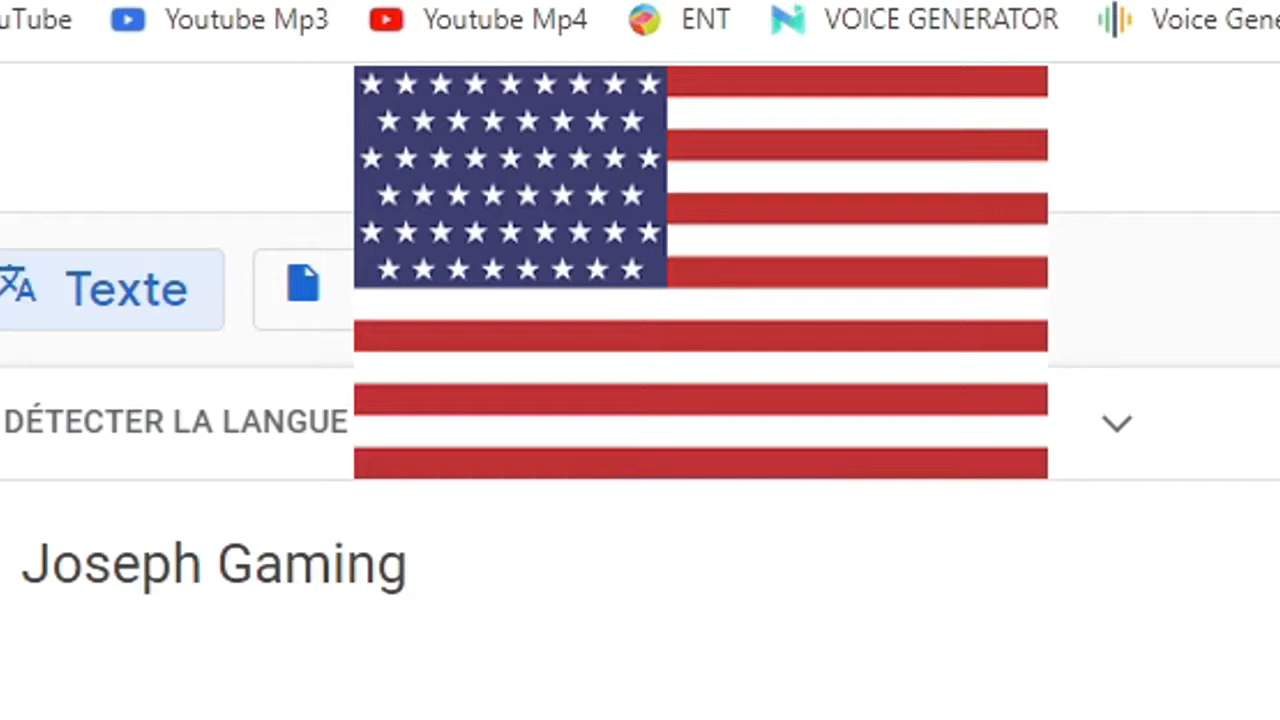 uTube Youtube Mp3 Youtube Mp4 ENT VOICE GENERATOR Voice Gene
Texte
DÉTECTER LA LANGUE
Joseph Gaming